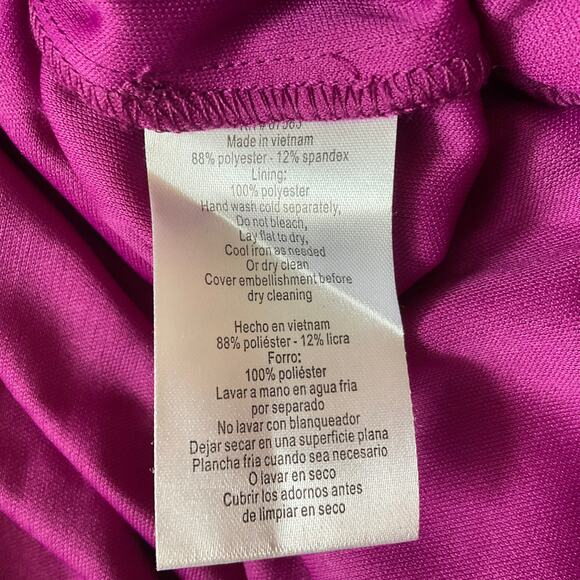 Made in vietnam
88% polyester - 12% spandex
Lining:
100% polyester
Hand wash cold separately,
Do not bleach,
Lay flat to dry,
Cool iron as needed
Or dry clean
Cover embellishment before
dry cleaning
Hecho en vietnam
88% poliéster - 12% licra
Forro:
100% poliéster
Lavar a mano en agua fria
por separado
No lavar con blanqueador
Dejar secar en una superficie plana
Plancha fria cuando sea necesario
O lavar en seco
Cubrir los adornos antes
de limpiar en seco